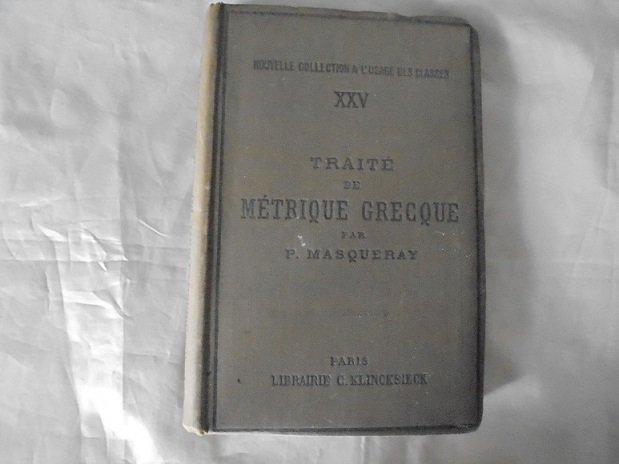 NOUVELLE COLLECTION À L'USAGE DES CLASSES
XXV
TRAITÉ
DE
MÉTRIQUE GRECQUE
PAR
P. MASQUERAY
PARIS
LIBRAIRIE C. KLINCKSIECK